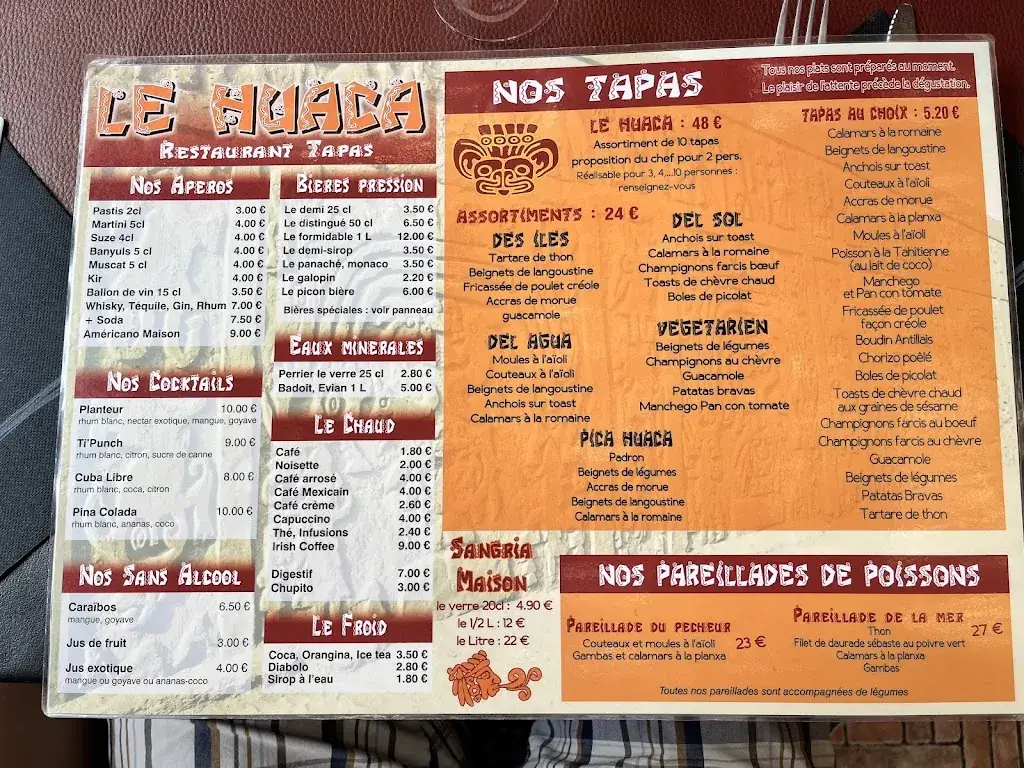 LE HUACA
RESTAURANT TAPAS
NOS APEROS
Pastis 2cl 3.00 €
Martini 5cl 4.00 €
Suze 4cl 4.00 €
Banyuls 5 cl 4.00 €
Muscat 5 cl 4.00 €
Kir 4.00 €
Ballon de vin 15 cl 3.50 €
Whisky, Téquile, Gin, Rhum 7.00 €
+ Soda 7.50 €
Américano Maison 9.00 €
NOS COCKTAILS
Planteur 10.00 €
rhum blanc, nectar exotique, mangue, goyave
Ti'Punch 9.00 €
rhum blanc, citron, sucre de canne
Cuba Libre 8.00 €
rhum blanc, coca, citron
Pina Colada 10.00 €
rhum blanc, ananas, coco
NOS SANS ALCOOL
Caraïbos 6.50 €
mangue, goyave
Jus de fruit 3.00 €
Jus exotique 4.00 €
mangue ou goyave ou ananas-coco
BIERES PRESSION
Le demi 25 cl 3.50 €
Le distingué 50 cl 6.50 €
Le formidable 1 L 12.00 €
Le demi-sirop 3.50 €
Le panaché, monaco 3.50 €
Le galopin 2.20 €
Le picon bière 6.00 €
Bières spéciales : voir panneau
EAUX MINERALES
Perrier le verre 25 cl 2.80 €
Badoit, Evian 1 L 5.00 €
LE CHAUD
Café 1.80 €
Noisette 2.00 €
Café arrosé 4.00 €
Café Mexicain 4.00 €
Café crème 2.60 €
Capuccino 4.00 €
Thé, Infusions 2.40 €
Irish Coffee 9.00 €
Digestif 7.00 €
Chupito 3.00 €
LE FROID
Coca, Orangina, Ice tea 3.50 €
Diabolo 2.80 €
Sirop à l'eau 1.80 €
NOS TAPAS
Tous nos plats sont préparés au moment.
Le plaisir de l'attente précède la dégustation.
LE HUACA : 48 €
Assortiment de 10 tapas
proposition du chef pour 2 pers.
Réalisable pour 3, 4,...10 personnes :
renseignez-vous
ASSORTIMENTS : 24 €
DES ILES
Tartare de thon
Beignets de langoustine
Fricassée de poulet créole
Accras de morue
guacamole
DEL AGUA
Moules à l'aïoli
Couteaux à l'aïoli
Beignets de langoustine
Anchois sur toast
Calamars à la romaine
DEL SOL
Anchois sur toast
Calamars à la romaine
Champignons farcis bœuf
Toasts de chèvre chaud
Boles de picolat
VEGETARIEN
Beignets de légumes
Champignons au chèvre
Guacamole
Patatas bravas
Manchego Pan con tomate
PICA HUACA
Padron
Beignets de légumes
Accras de morue
Beignets de langoustine
Calamars à la romaine
TAPAS AU CHOIX : 5.20 €
Calamars à la romaine
Beignets de langoustine
Anchois sur toast
Couteaux à l'aïoli
Accras de morue
Calamars à la planxa
Moules à l'aïoli
Poisson à la Tahitienne
(au lait de coco)
Manchego
et Pan con tomate
Fricassée de poulet
façon créole
Boudin Antillais
Chorizo poêlé
Boles de picolat
Toasts de chèvre chaud
aux graines de sésame
Champignons farcis au boeuf
Champignons farcis au chèvre
Guacamole
Beignets de légumes
Patatas Bravas
Tartare de thon
SANGRIA
MAISON
le verre 20cl : 4.90 €
le 1/2 L : 12 €
le Litre : 22 €
NOS PAREILLADES DE POISSONS
PAREILLADE DU PECHEUR
Couteaux et moules à l'aïoli
Gambas et calamars à la planxa
23 €
PAREILLADE DE LA MER
Thon
Filet de daurade sébaste au poivre vert
Calamars à la planxa
Gambas
27 €
Toutes nos pareillades sont accompagnées de légumes